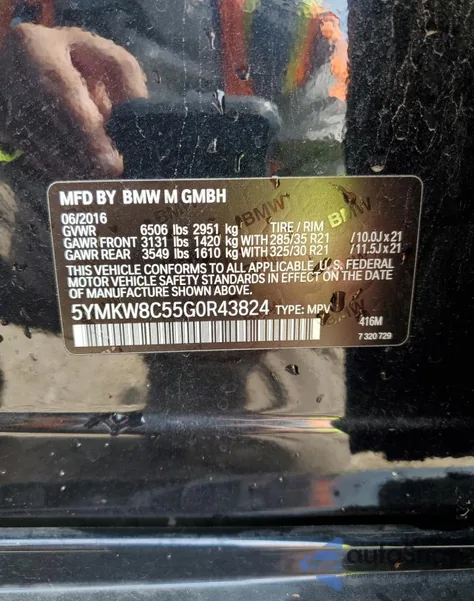 MFD BY BMW M GMBH
06/2016
GVWR 6506 lbs 2951 kg TIRE / RIM
GAWR FRONT 3131 lbs 1420 kg WITH 285/35 R21 /10.0J x 21
GAWR REAR 3549 lbs 1610 kg WITH 325/30 R21 /11.5J x 21
THIS VEHICLE CONFORMS TO ALL APPLICABLE U.S. FEDERAL
MOTOR VEHICLE SAFETY STANDARDS IN EFFECT ON THE
DATE OF MANUFACTURE.
5YMKW8C55G0R43824 TYPE: MPV
416M
7 320 729
BMW
BMW